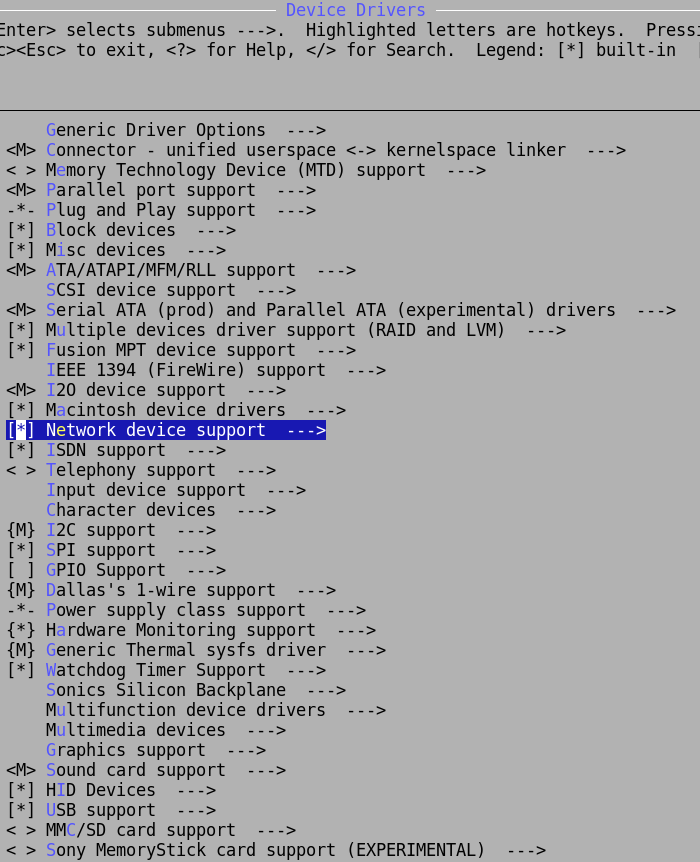 Device Drivers
Enter> selects submenus --->.  Highlighted letters are hotkeys.  Press
c><Esc> to exit, <?> for Help, </> for Search.  Legend: [*] built-in
Generic Driver Options  --->
<M> Connector - unified userspace <-> kernelspace linker  --->
< > Memory Technology Device (MTD) support  --->
<M> Parallel port support  --->
-*- Plug and Play support  --->
[*] Block devices  --->
[*] Misc devices  --->
<M> ATA/ATAPI/MFM/RLL support  --->
SCSI device support  --->
<M> Serial ATA (prod) and Parallel ATA (experimental) drivers  --->
[*] Multiple devices driver support (RAID and LVM)  --->
[*] Fusion MPT device support  --->
IEEE 1394 (FireWire) support  --->
<M> I2O device support  --->
[*] Macintosh device drivers  --->
[*] Network device support  --->
[*] ISDN support  --->
< > Telephony support  --->
Input device support  --->
Character devices  --->
{M} I2C support  --->
[*] SPI support  --->
[ ] GPIO Support  --->
{M} Dallas's 1-wire support  --->
-*- Power supply class support  --->
{*} Hardware Monitoring support  --->
{M} Generic Thermal sysfs driver  --->
[*] Watchdog Timer Support  --->
Sonics Silicon Backplane  --->
Multifunction device drivers  --->
Multimedia devices  --->
Graphics support  --->
<M> Sound card support  --->
[*] HID Devices  --->
[*] USB support  --->
< > MMC/SD card support  --->
< > Sony MemoryStick card support (EXPERIMENTAL)  --->